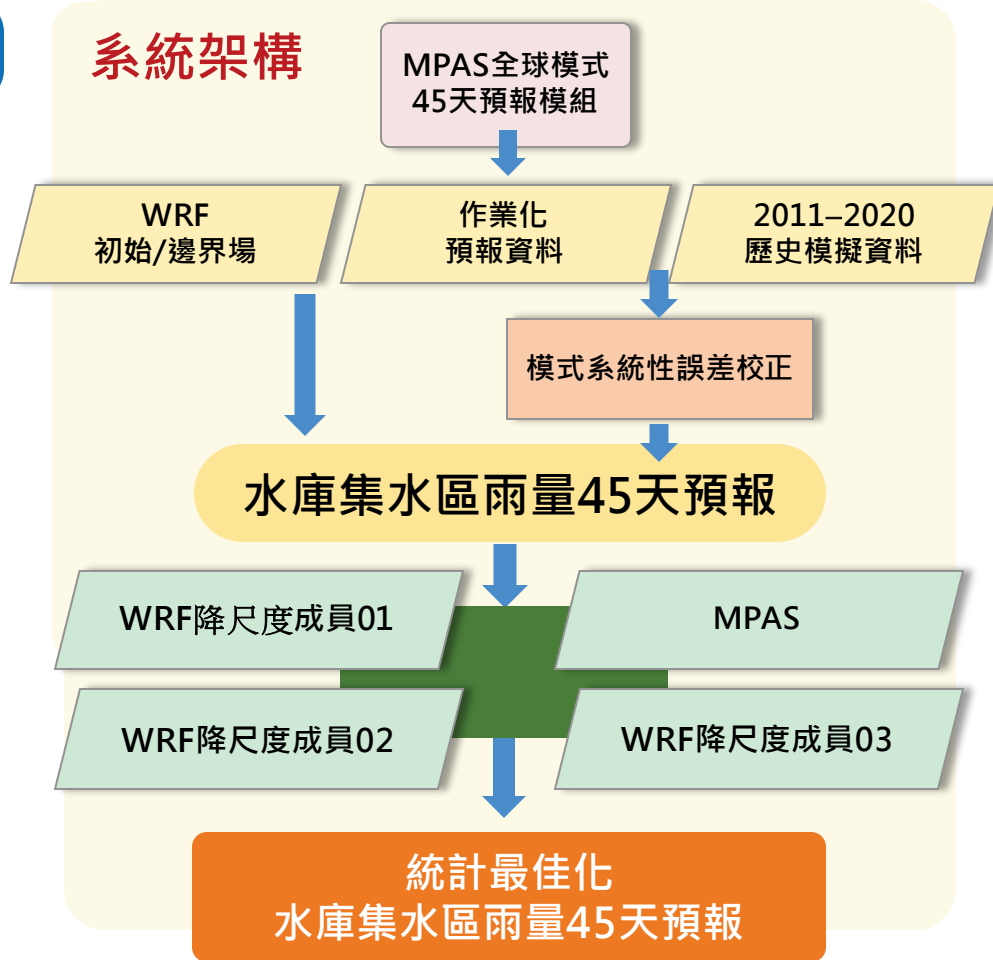 系統架構
MPAS全球模式
45天預報模組
WRF
初始/邊界場
作業化
預報資料
2011–2020
歷史模擬資料
模式系統性誤差校正
水庫集水區雨量45天預報
WRF降尺度成員01
MPAS
WRF降尺度成員02
WRF降尺度成員03
統計最佳化
水庫集水區雨量45天預報